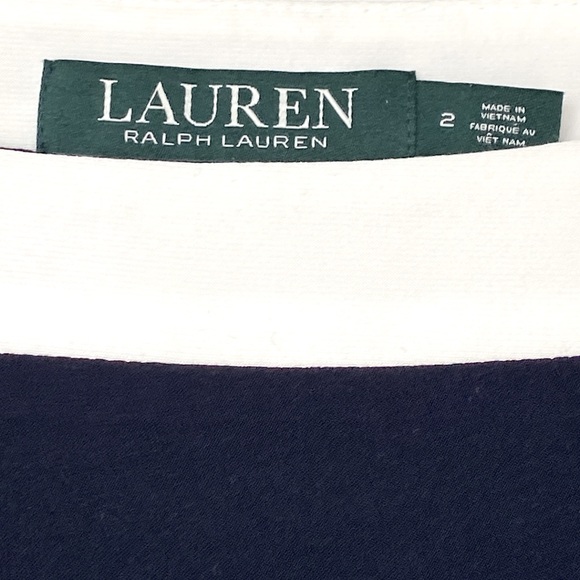 LAUREN
RALPH LAUREN
2
MADE IN
VIETNAM
FABRIQUÉ AU
VIÊT NAM